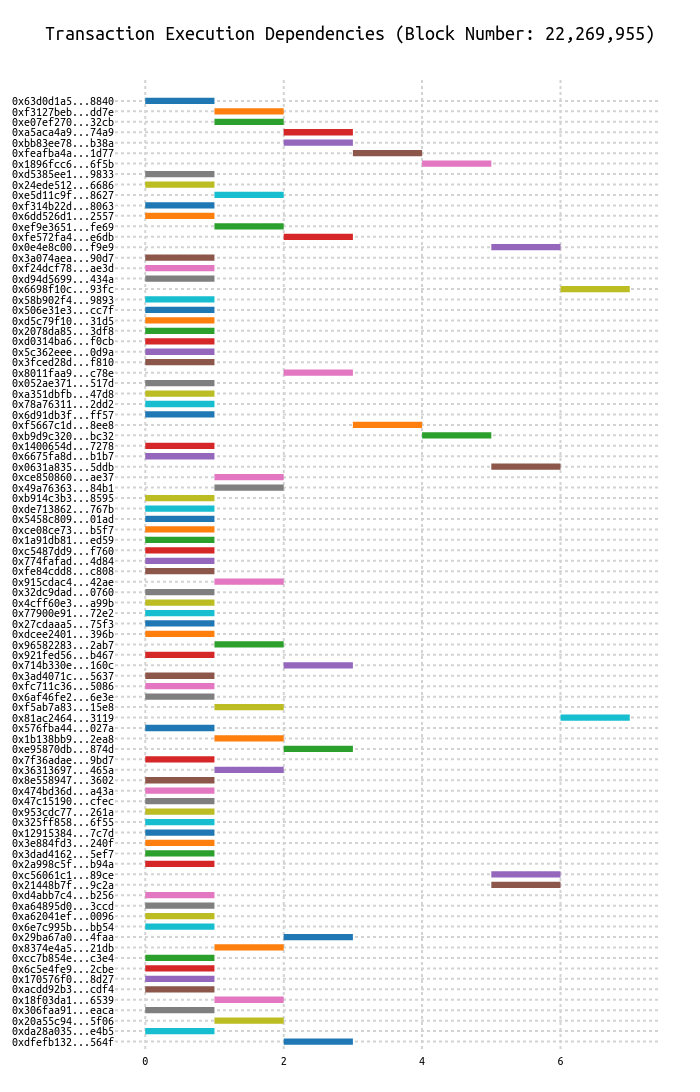 Transaction Execution Dependencies (Block Number: 22,269,955)
0x63d0d1a5...8840
0xf3127beb...dd7e
0xe07ef270...32cb
0xa5aca4a9...74a9
0xbb83ee78...b38a
0xfeafba4a...1d77
0x1896fcc6...6f5b
0xd5385ee1...9833
0x24ede512...6686
0xe5d11c9f...8627
0xf314b22d...8063
0x6dd526d1...2557
0xef9e3651...fe69
0xfe572fa4...e6db
0x0e4e8c00...f9e9
0x3a074aea...90d7
0xf24dcf78...ae3d
0xd94d5699...434a
0x6698f10c...93fc
0x58b902f4...9893
0x506e31e3...cc7f
0xd5c79f10...31d5
0x2078da85...3df8
0xd0314ba6...f0cb
0x5c362eee...0d9a
0x3fced28d...f810
0x8011faa9...c78e
0x052ae371...517d
0xa351dbfb...47d8
0x78a76311...2dd2
0x6d91db3f...ff57
0xf5667c1d...8ee8
0xb9d9c320...bc32
0x1400654d...7278
0x6675fa8d...b1b7
0x0631a835...5ddb
0xce850860...ae37
0x49a76363...84b1
0xb914c3b3...8595
0xde713862...767b
0x5458c809...01ad
0xce08ce73...b5f7
0x1a91db81...ed59
0xc5487dd9...f760
0x774fafad...4d84
0xfe84cdd8...c808
0x915cdac4...42ae
0x32dc9dad...0760
0x4cff60e3...a99b
0x77900e91...72e2
0x27cdaaa5...75f3
0xdcee2401...396b
0x96582283...2ab7
0x921fed56...b467
0x714b330e...160c
0x3ad4071c...5637
0xfc711c36...5086
0x6af46fe2...6e3e
0xf5ab7a83...15e8
0x81ac2464...3119
0x576fba44...027a
0x1b138bb9...2ea8
0xe95870db...874d
0x7f36adae...9bd7
0x36313697...465a
0x8e558947...3602
0x474bd36d...a43a
0x47c15190...cfec
0x953cdc77...261a
0x325ff858...6f55
0x12915384...7c7d
0x3e884fd3...240f
0x3dad4162...5ef7
0x2a998c5f...b94a
0xc56061c1...89ce
0x21448b7f...9c2a
0xd4abb7c4...b256
0xa64895d0...3ccd
0xa62041ef...0096
0x6e7c995b...bb54
0x29ba67a0...4faa
0x8374e4a5...21db
0xcc7b854e...c3e4
0x6c5e4fe9...2cbe
0x170576f0...8d27
0xacdd92b3...cdf4
0x18f03da1...6539
0x306faa91...eaca
0x20a55c94...5f06
0xda28a035...e4b5
0xdfefb132...564f
0 2 4 6